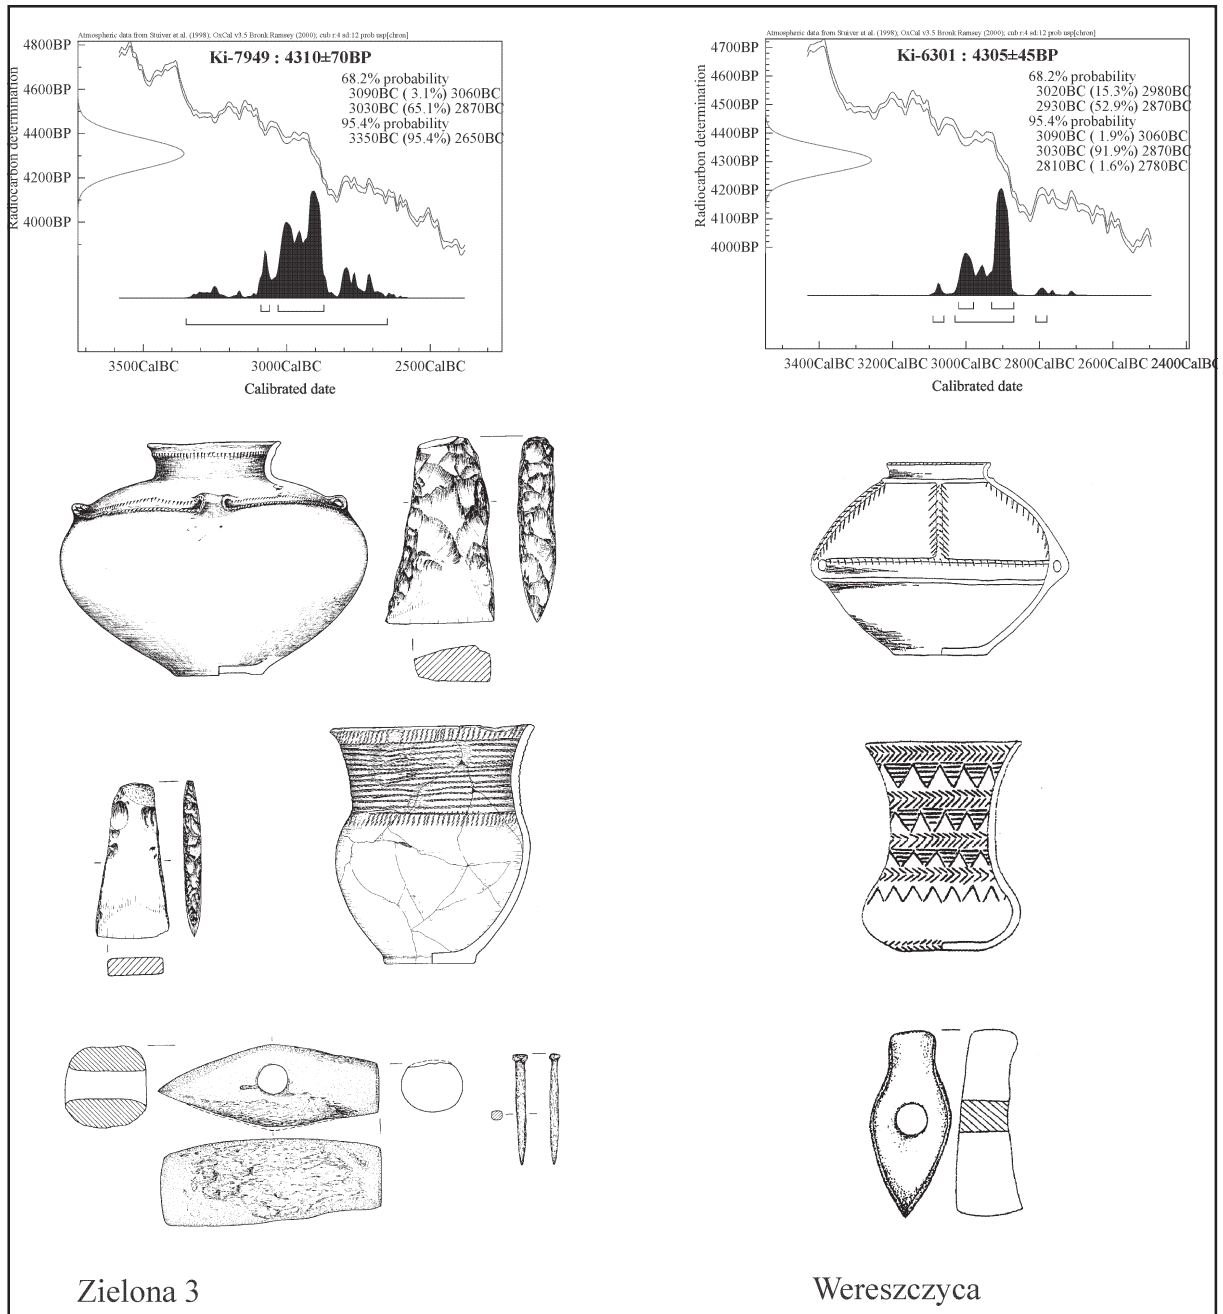 Atmospheric data from Stuiver et al. (1998); OxCal v3.5 Bronk Ramsey (2000); cub r:4 sd:12 prob usp[chron]
Ki-7949 : 4310±70BP
68.2% probability
3090BC ( 3.1%) 3060BC
3030BC (65.1%) 2870BC
95.4% probability
3350BC (95.4%) 2650BC
Radiocarbon determination
4800BP
4600BP
4400BP
4200BP
4000BP
3500CalBC 3000CalBC 2500CalBC
Calibrated date
Atmospheric data from Stuiver et al. (1998); OxCal v3.5 Bronk Ramsey (2000); cub r:4 sd:12 prob usp[chron]
Ki-6301 : 4305±45BP
68.2% probability
3020BC (15.3%) 2980BC
2930BC (52.9%) 2870BC
95.4% probability
3090BC ( 1.9%) 3060BC
3030BC (91.9%) 2870BC
2810BC ( 1.6%) 2780BC
Radiocarbon determination
4700BP
4600BP
4500BP
4400BP
4300BP
4200BP
4100BP
4000BP
3400CalBC 3200CalBC 3000CalBC 2800CalBC 2600CalBC 2400CalBC
Calibrated date
Zielona 3
Wereszczyca